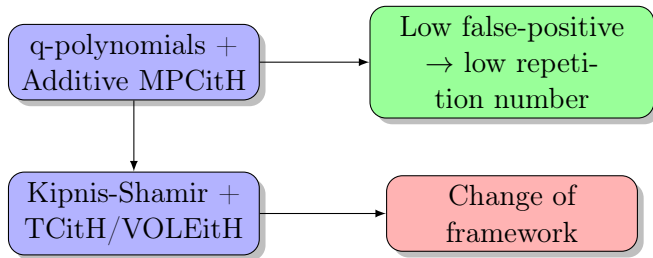 q-polynomials +
Additive MPCitH
Low false-positive
→ low repeti-
tion number
Kipnis-Shamir +
TCitH/VOLEitH
Change of
framework